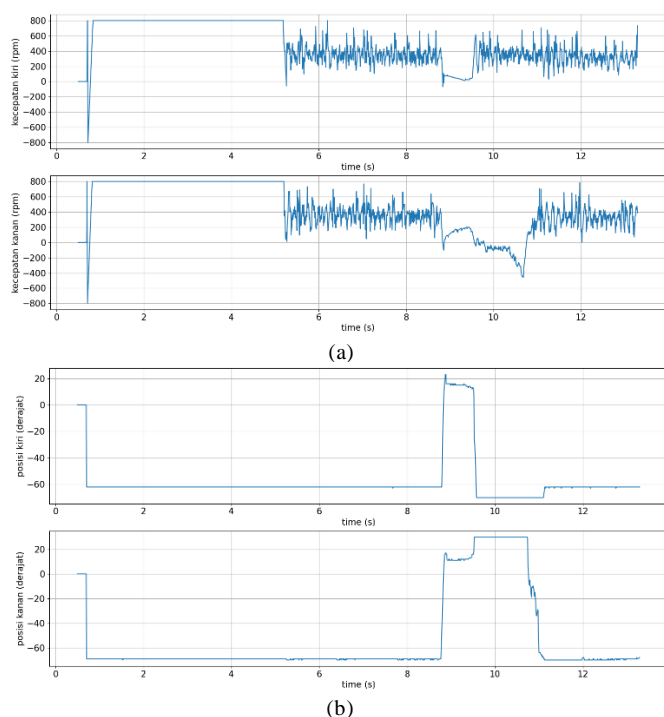 kecepatan kiri (rpm)
800
600
400
200
0
−200
−400
−600
−800
0 2 4 6 8 10 12
time (s)
kecepatan kanan (rpm)
800
600
400
200
0
−200
−400
−600
−800
0 2 4 6 8 10 12
time (s)
(a)
posisi kiri (derajat)
20
0
−20
−40
−60
0 2 4 6 8 10 12
time (s)
posisi kanan (derajat)
20
0
−20
−40
−60
0 2 4 6 8 10 12
time (s)
(b)